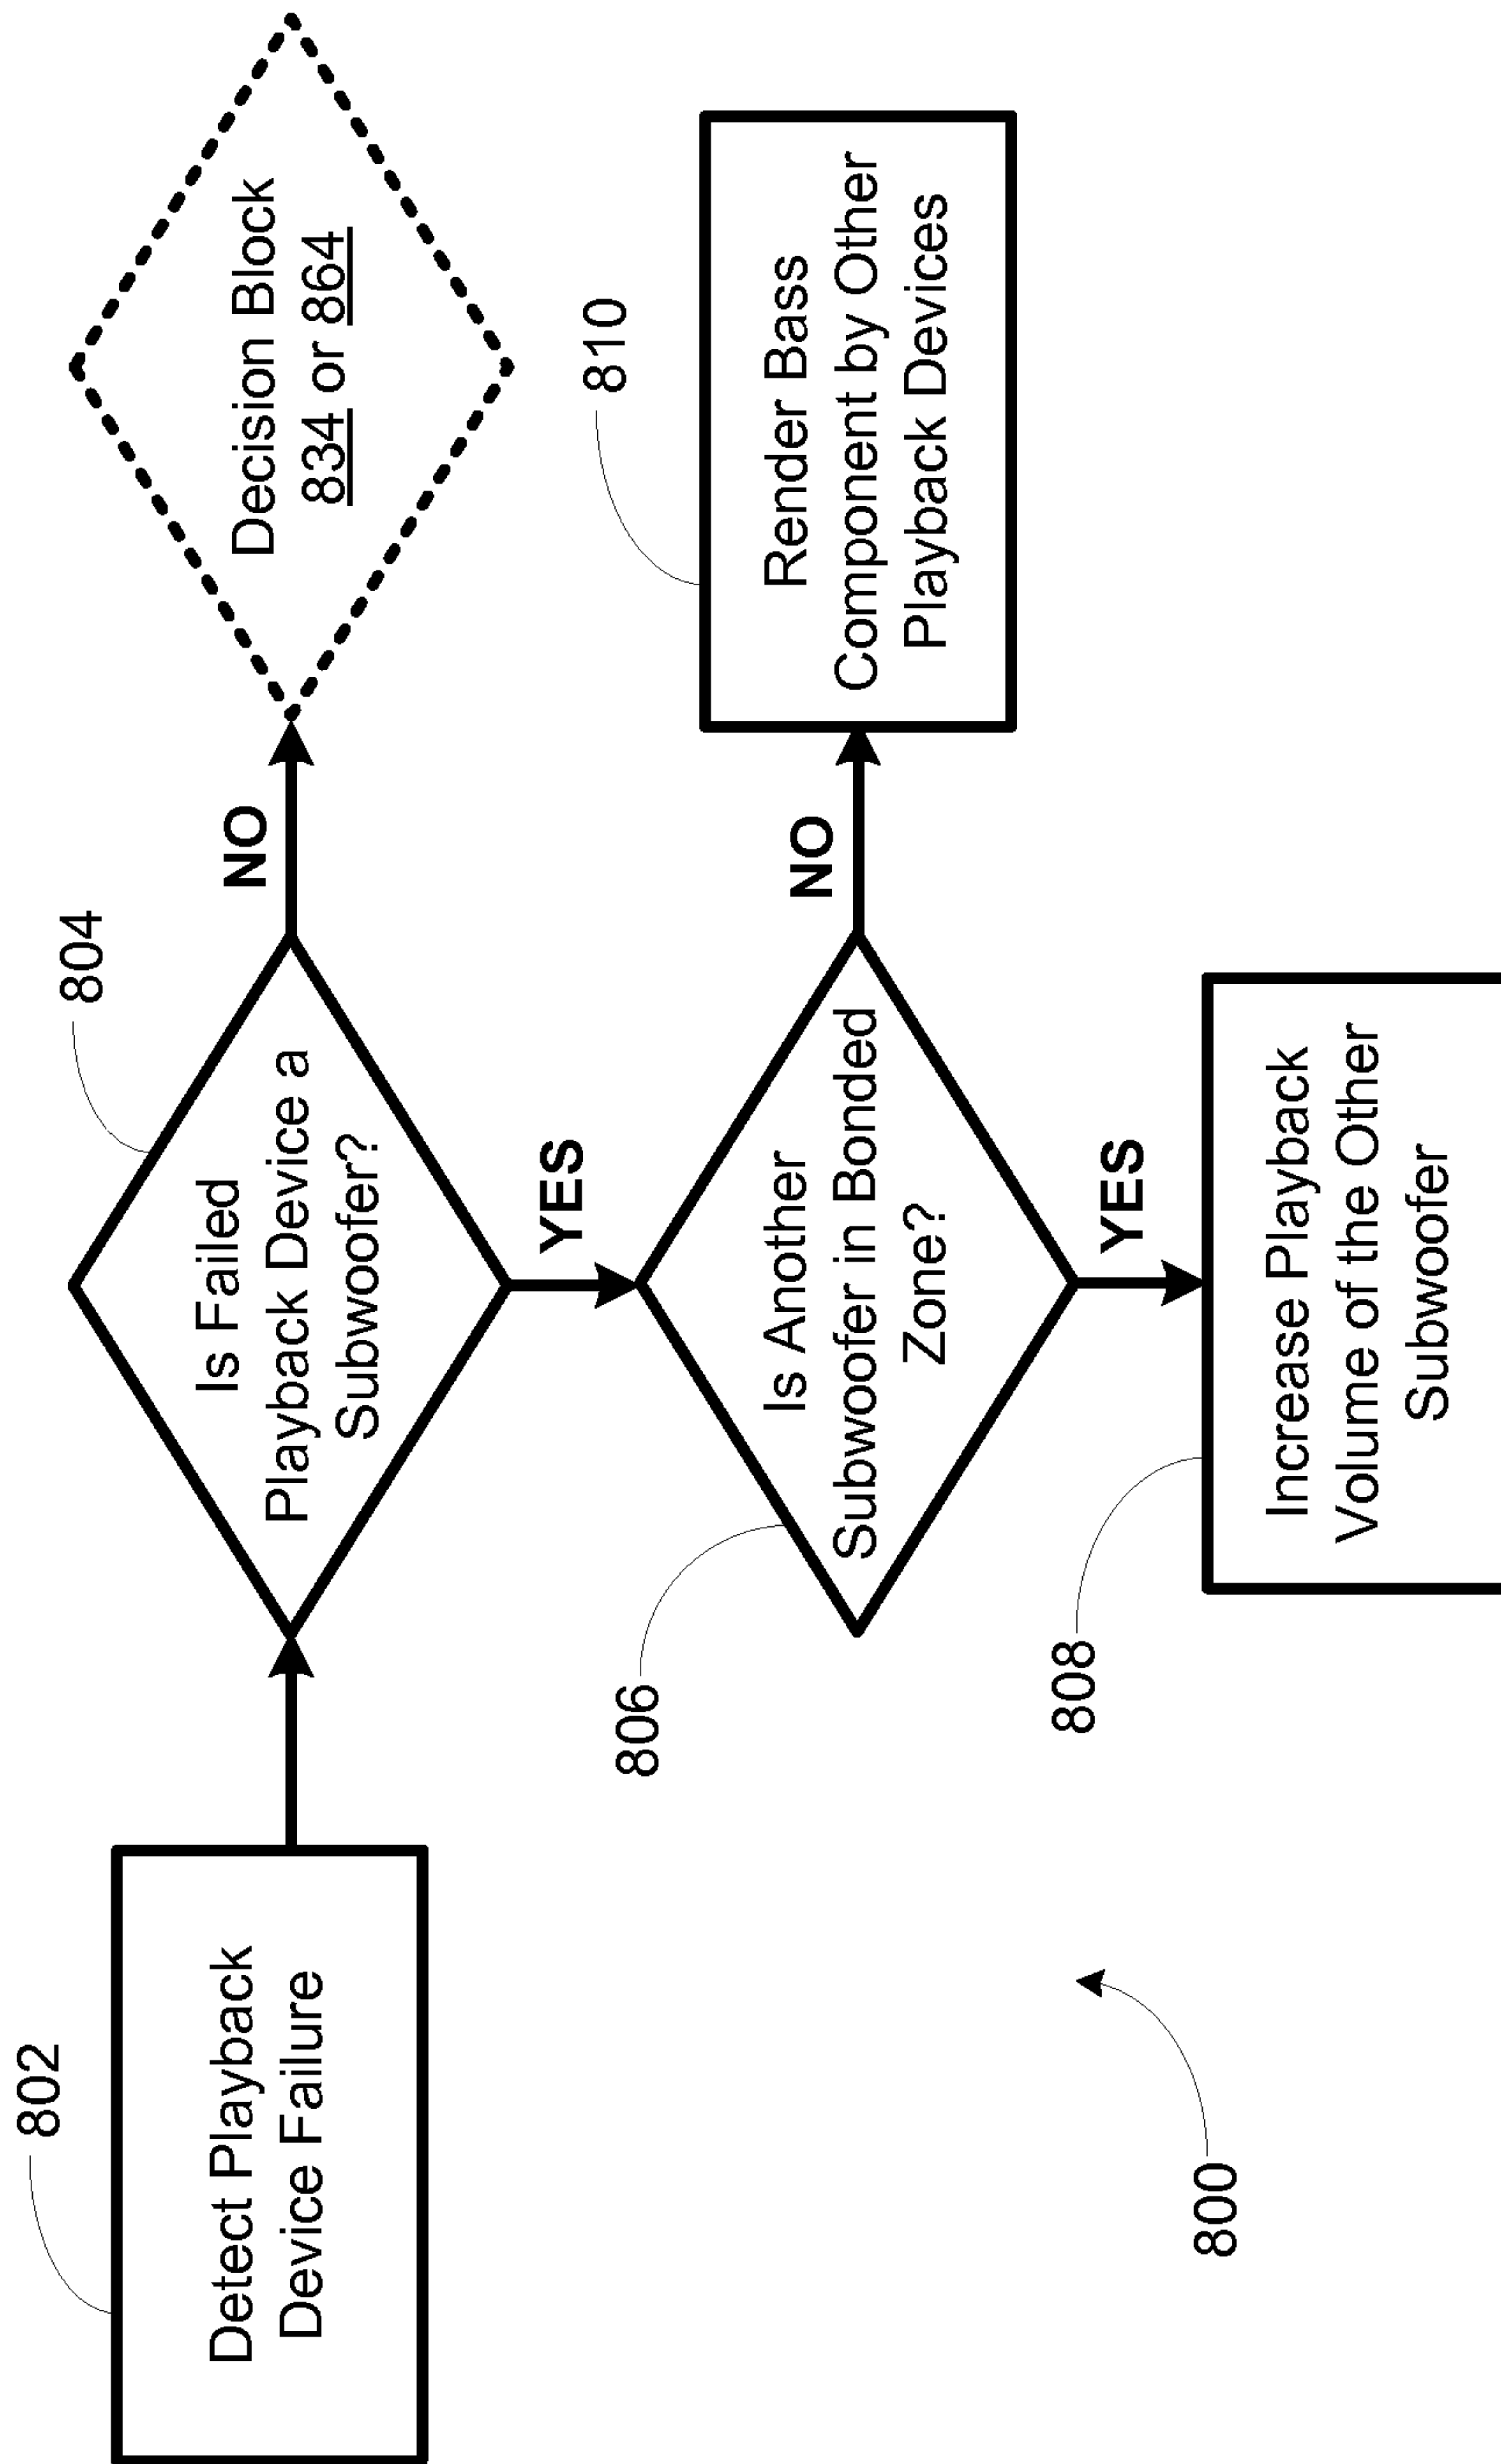 802
Detect Playback
Device Failure
804
Is Failed
Playback Device a
Subwoofer?
NO
Decision Block
834 or 864
YES
806
Is Another
Subwoofer in Bonded
Zone?
NO
810
Render Bass
Component by Other
Playback Devices
YES
808
Increase Playback
Volume of the Other
Subwoofer
800